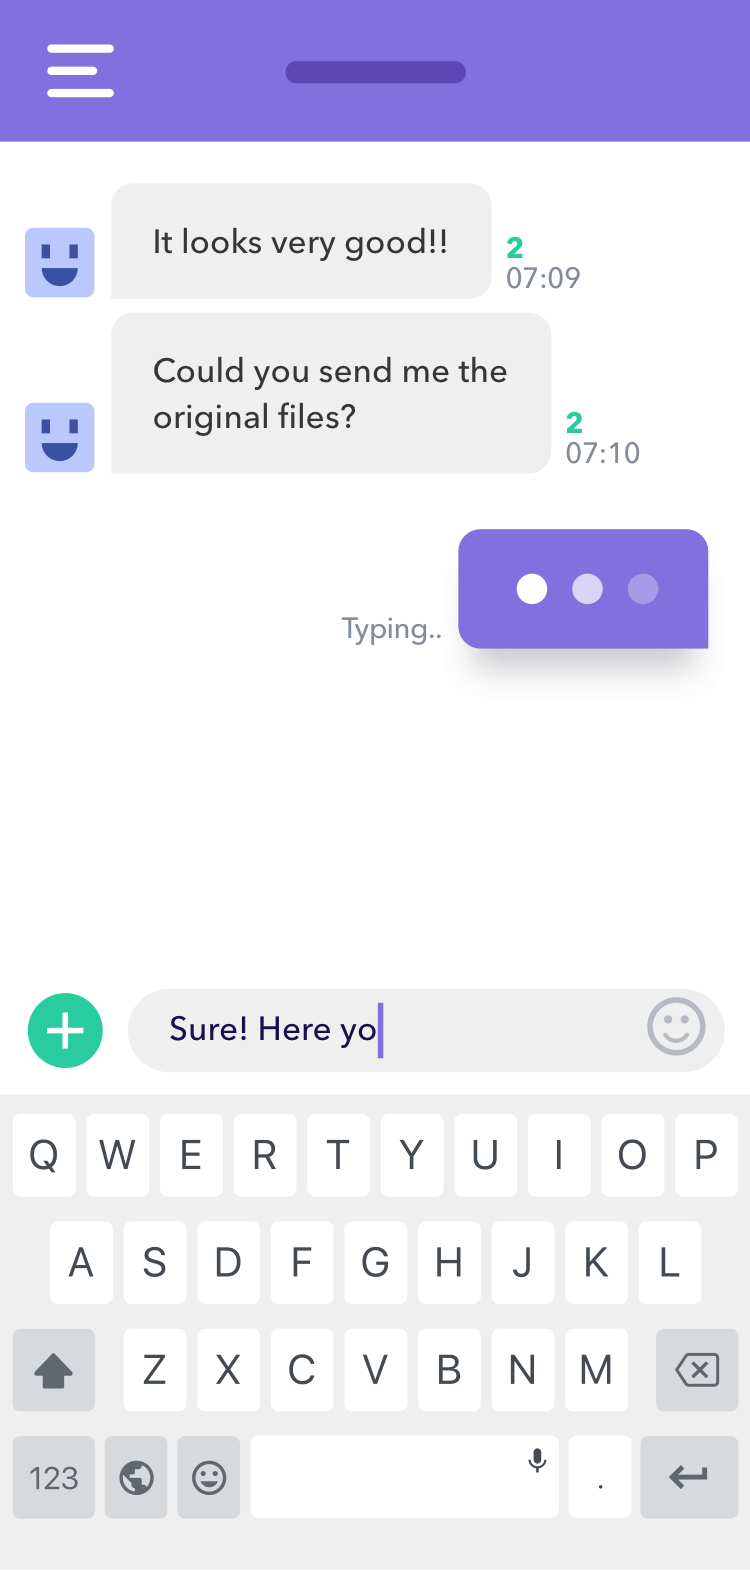 It looks very good!!
2
07:09
Could you send me the
original files?
2
07:10
Typing..
Sure! Here yo
Q W E R T Y U I O P
A S D F G H J K L
Z X C V B N M
123 .